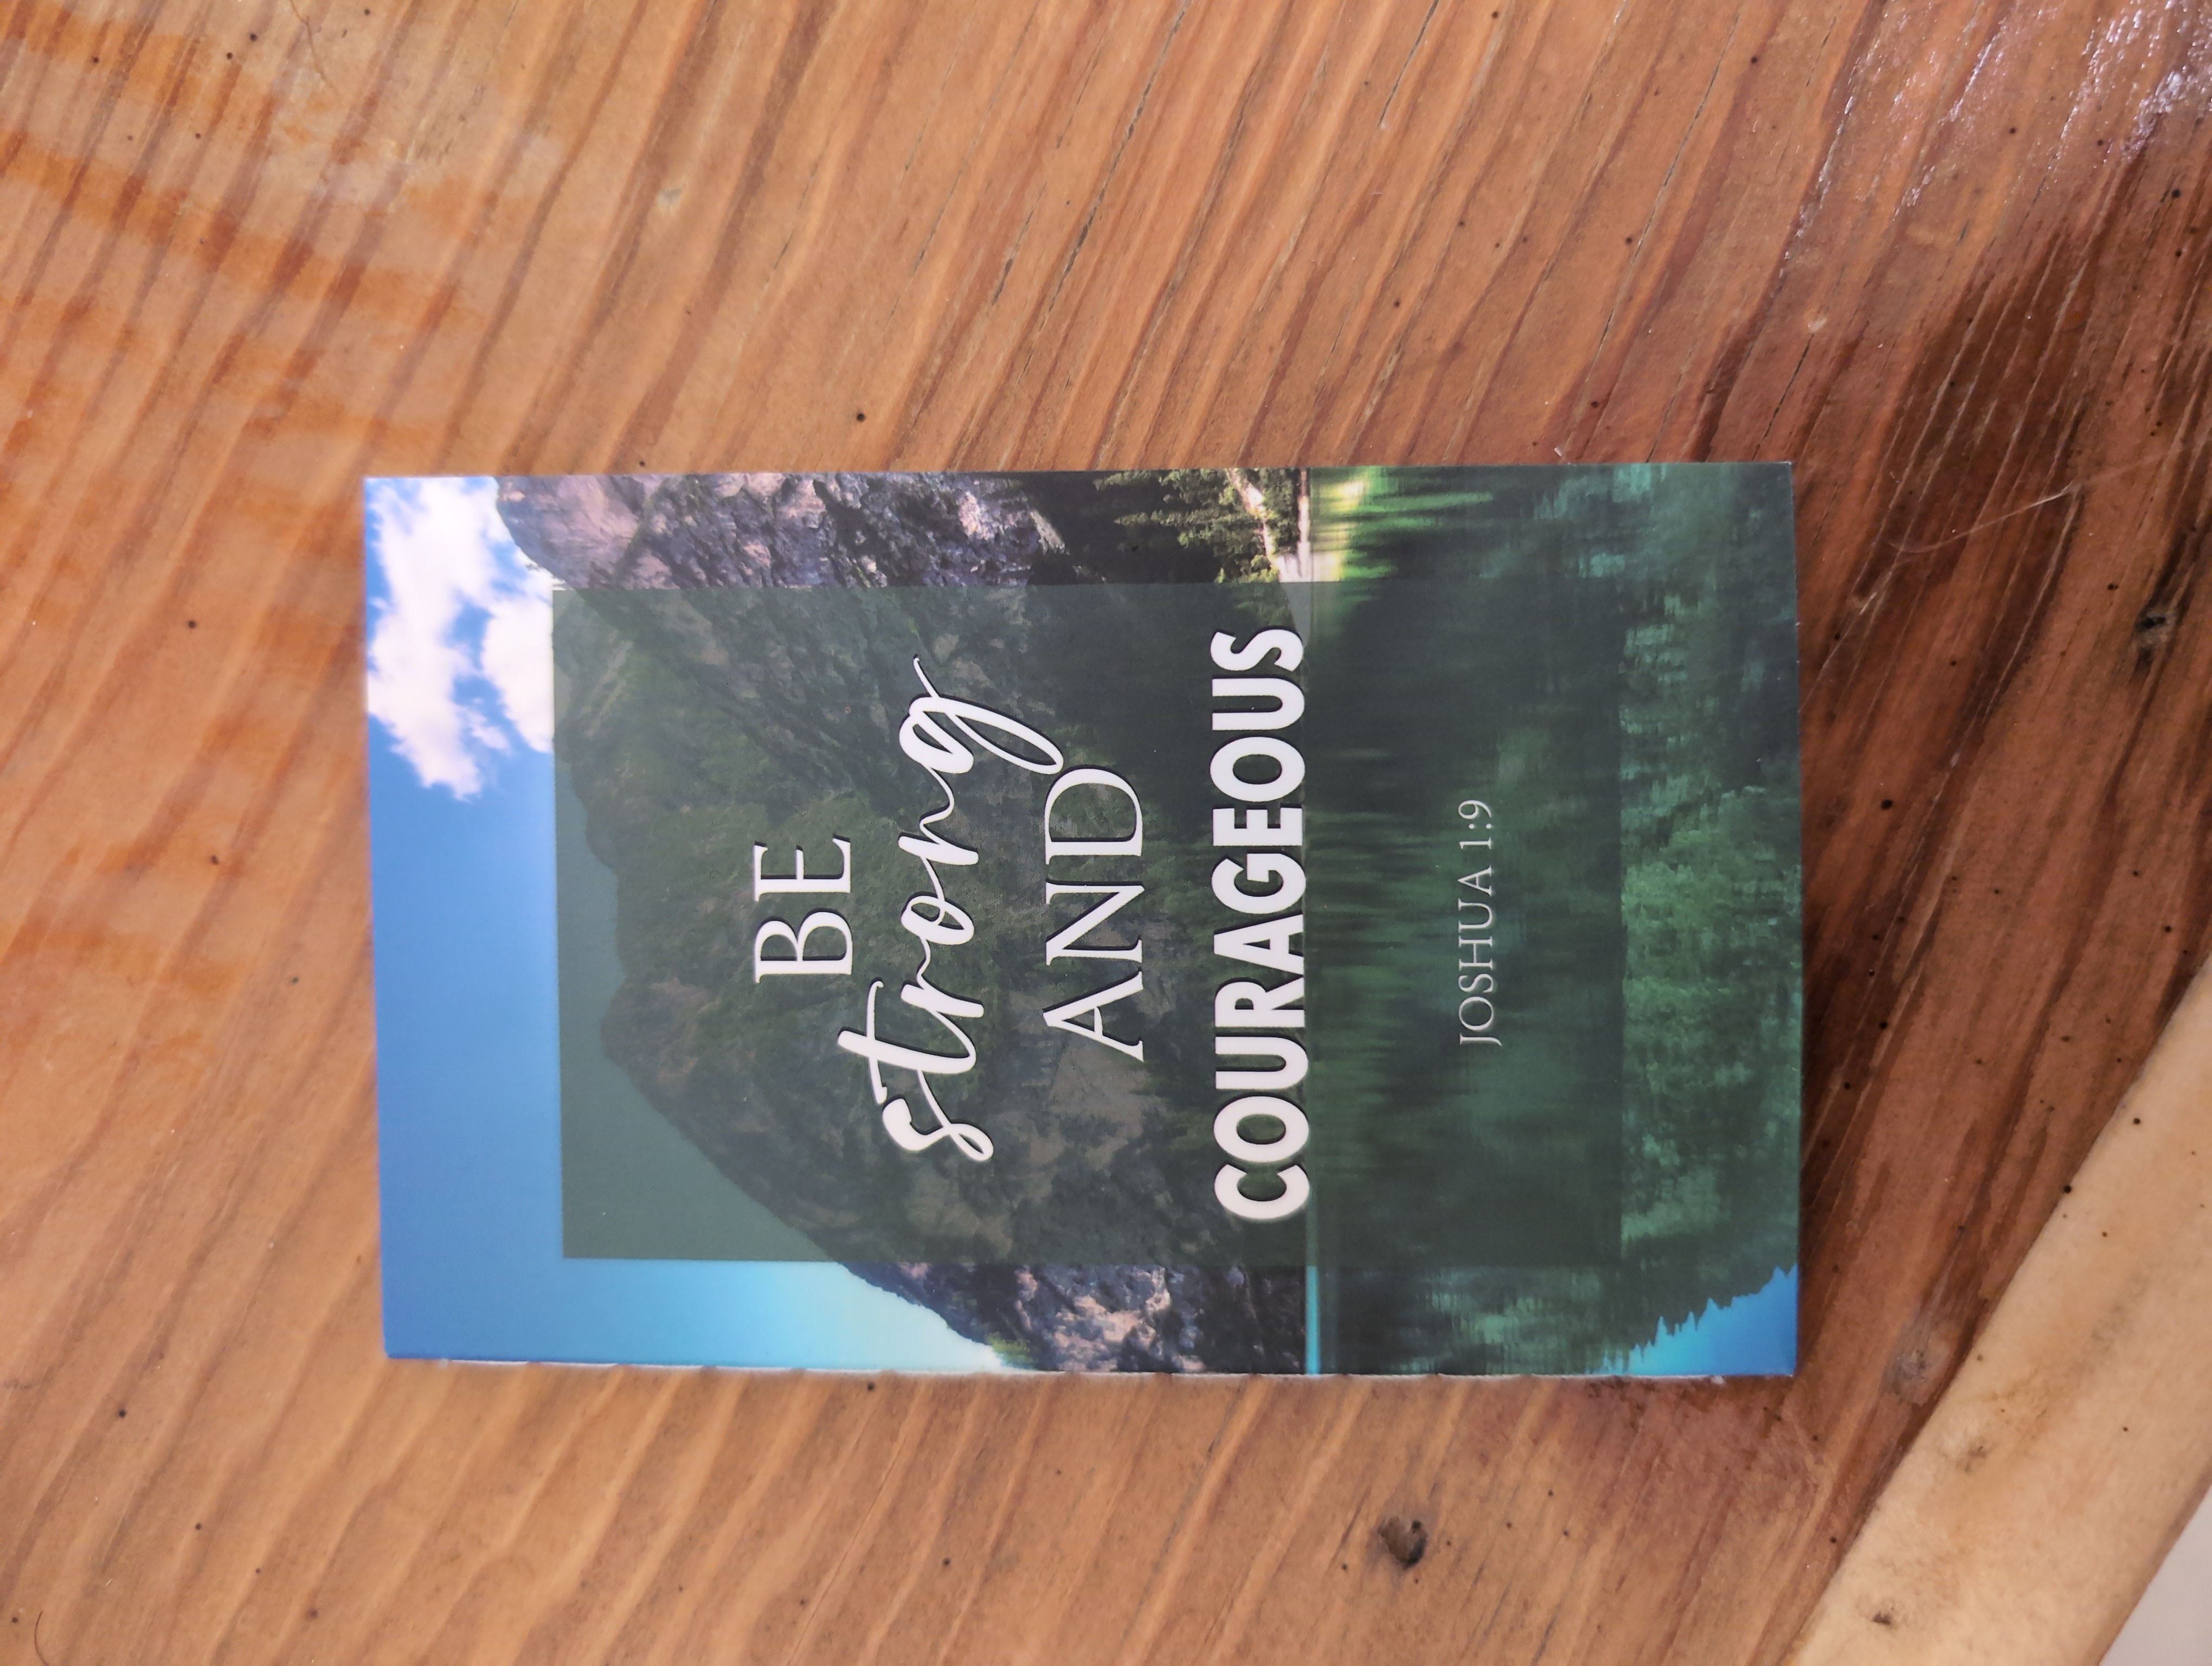 BE
strong
AND
COURAGEOUS
JOSHUA 1:9